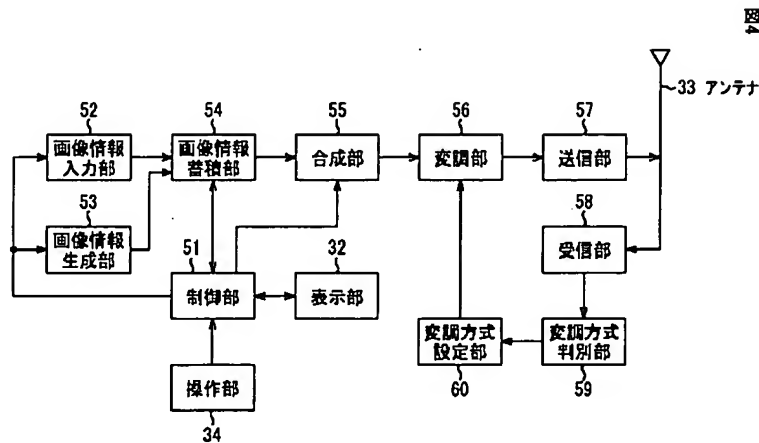 図4
33 アンテナ
52
画像情報
入力部
54
画像情報
蓄積部
55
合成部
56
変調部
57
送信部
53
画像情報
生成部
58
受信部
51
制御部
32
表示部
変調方式
設定部
60
変調方式
判別部
59
操作部
34